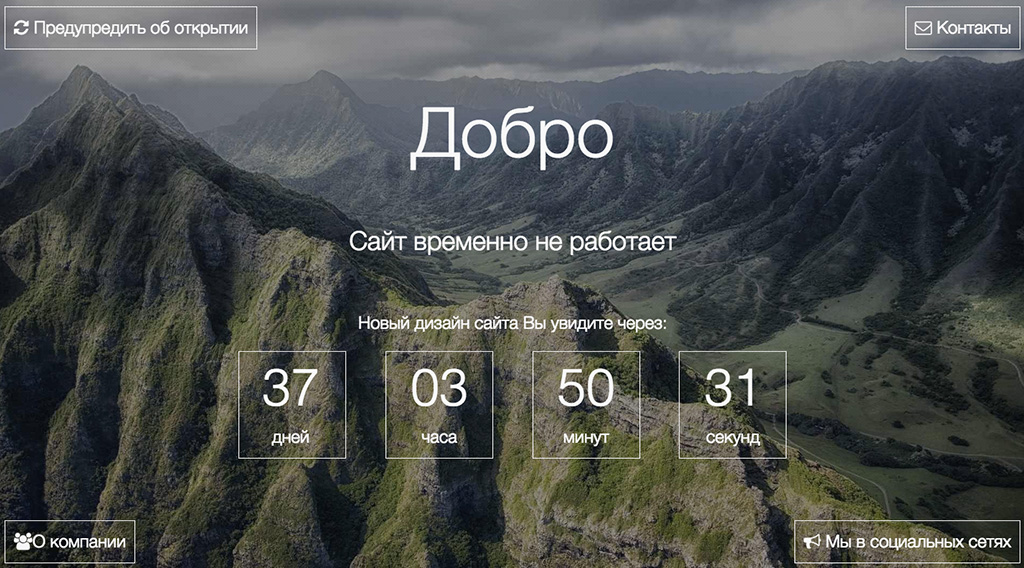 Предупредить об открытии
Контакты
Добро
Сайт временно не работает
Новый дизайн сайта Вы увидите через:
37 03 50 31
дней часа минут секунд
О компании
Мы в социальных сетях